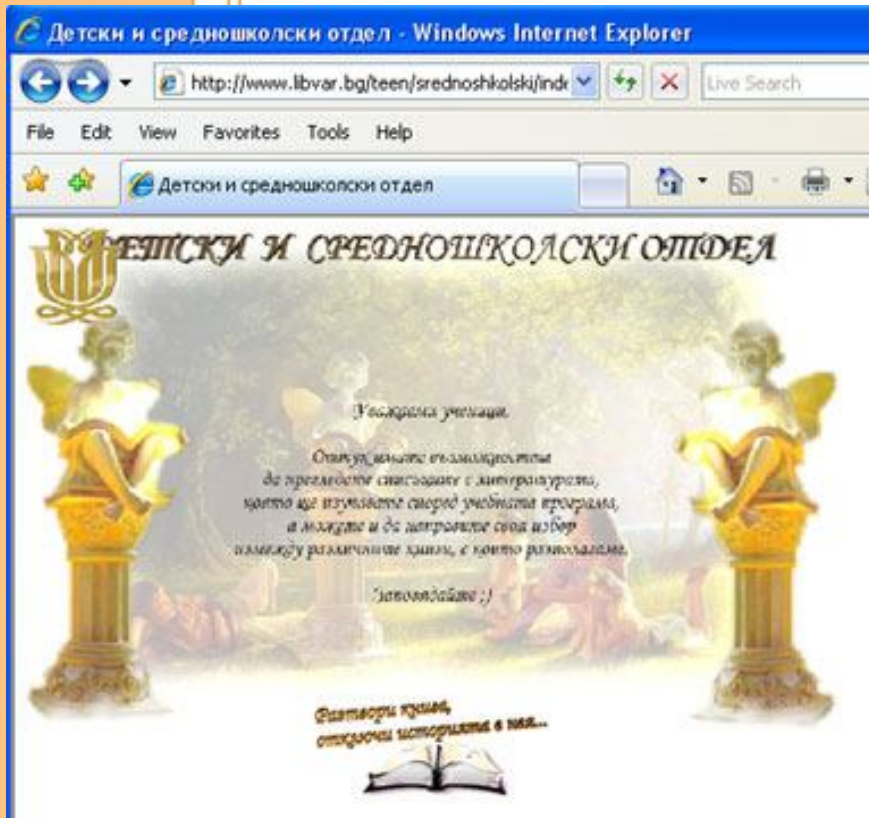 Детски и средношколски отдел - Windows Internet Explorer
http://www.libvar.bg/teen/srednoshkolski/inde
Live Search
File Edit View Favorites Tools Help
Детски и средношколски отдел
ДЕТСКИ И СРЕДНОШКОЛСКИ ОТДЕЛ
Уважаеми ученици,
Оттук имате възможността
да прегледате списъците с литературата,
която ще изучавате според учебната програма,
а можете и да направите своя избор
измежду различните книги, с които разполагаме.
Заповядайте ;)
Разтвори книга,
отключи историята в нея...